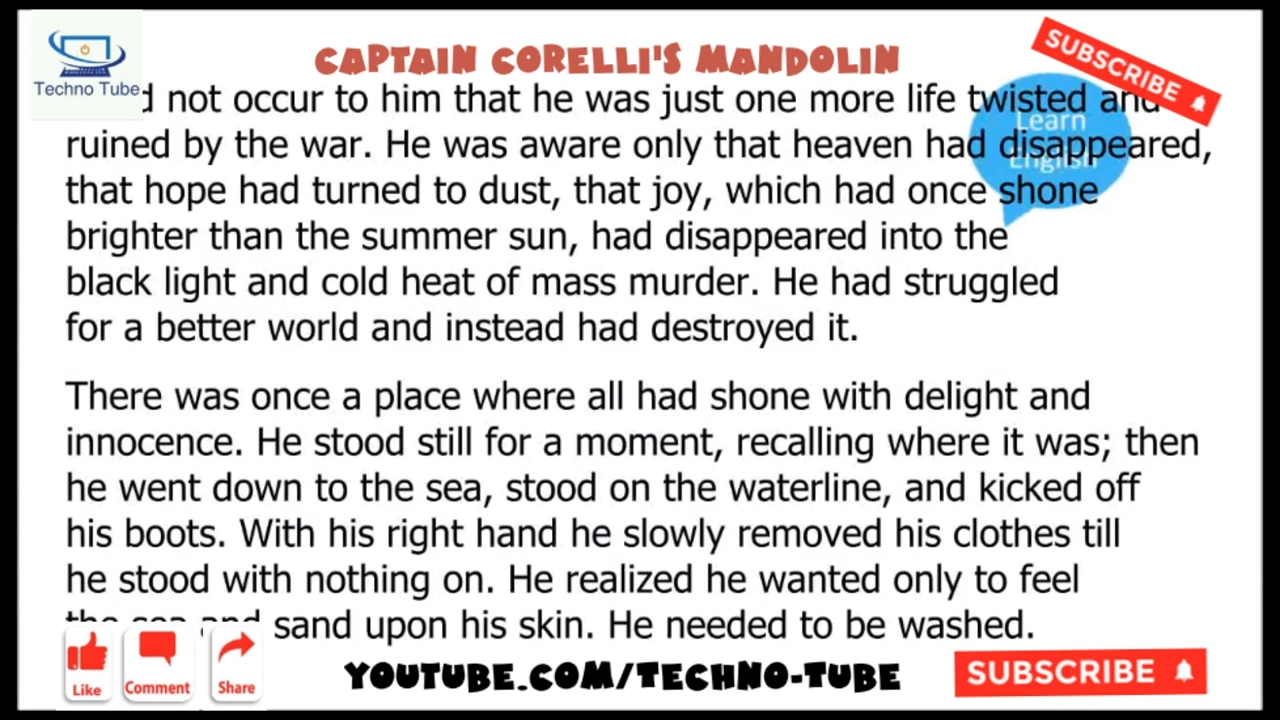 CAPTAIN CORELLI'S MANDOLIN
SUBSCRIBE
Techno Tube
d not occur to him that he was just one more life twisted and
Learn
English
ruined by the war. He was aware only that heaven had disappeared,
that hope had turned to dust, that joy, which had once shone
brighter than the summer sun, had disappeared into the
black light and cold heat of mass murder. He had struggled
for a better world and instead had destroyed it.
There was once a place where all had shone with delight and
innocence. He stood still for a moment, recalling where it was; then
he went down to the sea, stood on the waterline, and kicked off
his boots. With his right hand he slowly removed his clothes till
he stood with nothing on. He realized he wanted only to feel
the sea and sand upon his skin. He needed to be washed.
Like
Comment
Share
YOUTUBE.COM/TECHNO-TUBE
SUBSCRIBE